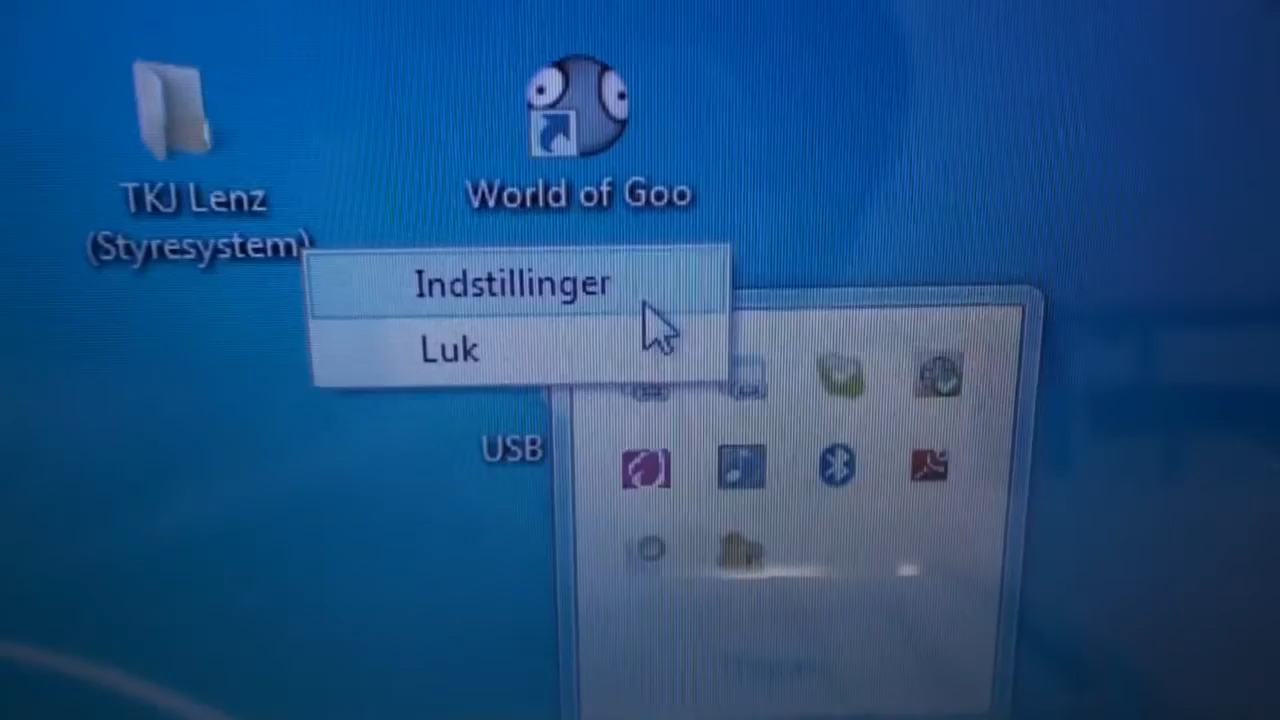 TKJ Lenz
(Styresystem)
World of Goo
Indstillinger
Luk
USB